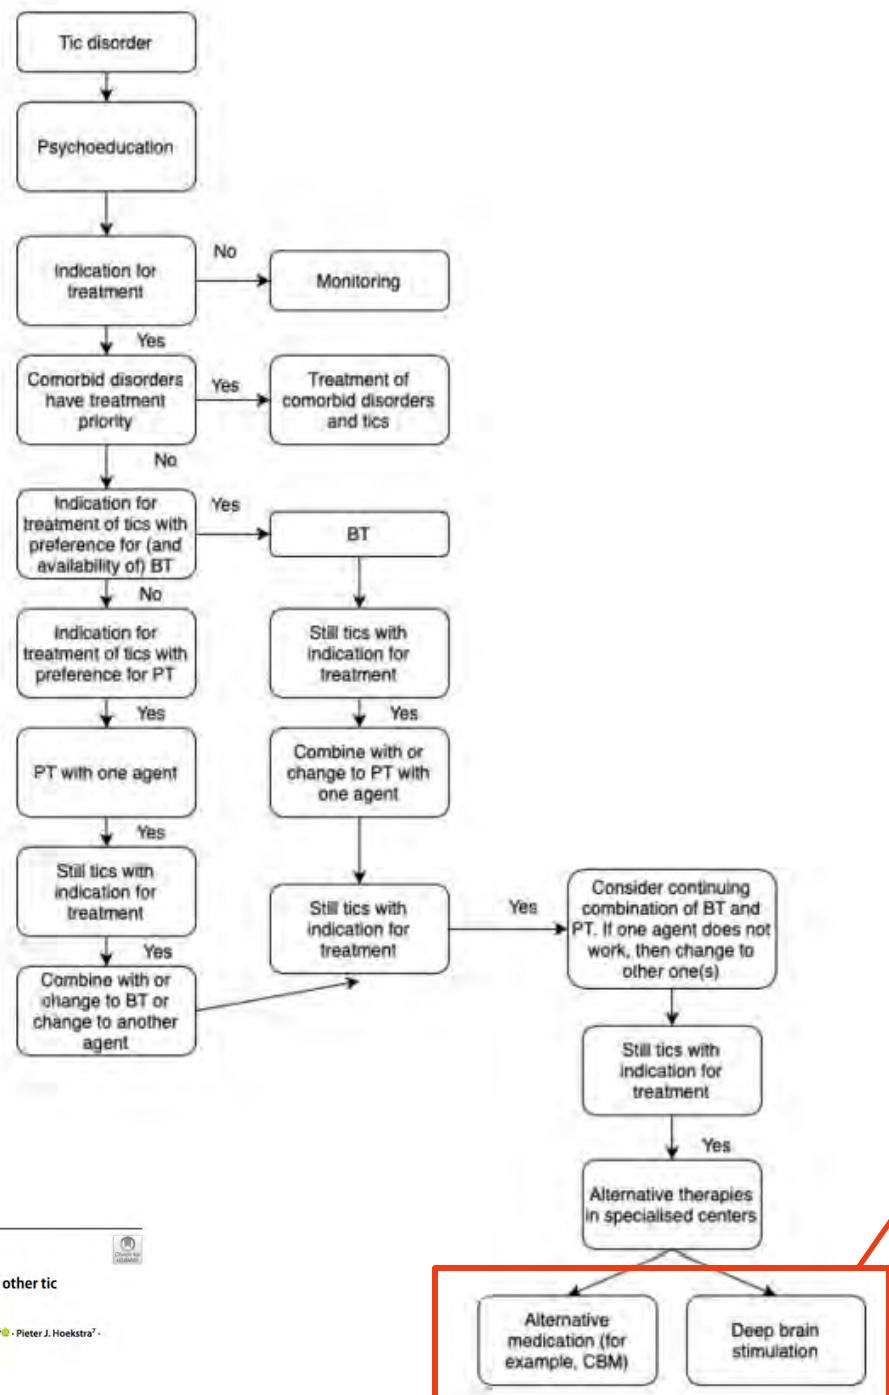 Tic disorder
Psychoeducation
Indication for
treatment
No
Monitoring
Yes
Comorbid disorders
have treatment
priority
Yes
Treatment of
comorbid disorders
and tics
No
Indication for
treatment of tics with
preference for (and
availability of) BT
Yes
BT
No
Indication for
treatment of tics with
preference for PT
Still tics with
indication for
treatment
Yes
Yes
PT with one agent
Combine with or
change to PT with
one agent
Yes
Still tics with
indication for
treatment
Still tics with
indication for
treatment
Yes
Consider continuing
combination of BT and
PT. If one agent does not
work, then change to
other one(s)
Yes
Combine with or
change to BT or
change to another
agent
Still tics with
indication for
treatment
Yes
Alternative therapies
in specialised centers
Check for
updates
other tic
· Pieter J. Hoekstra7 ·
Alternative
medication (for
example, CBM)
Deep brain
stimulation